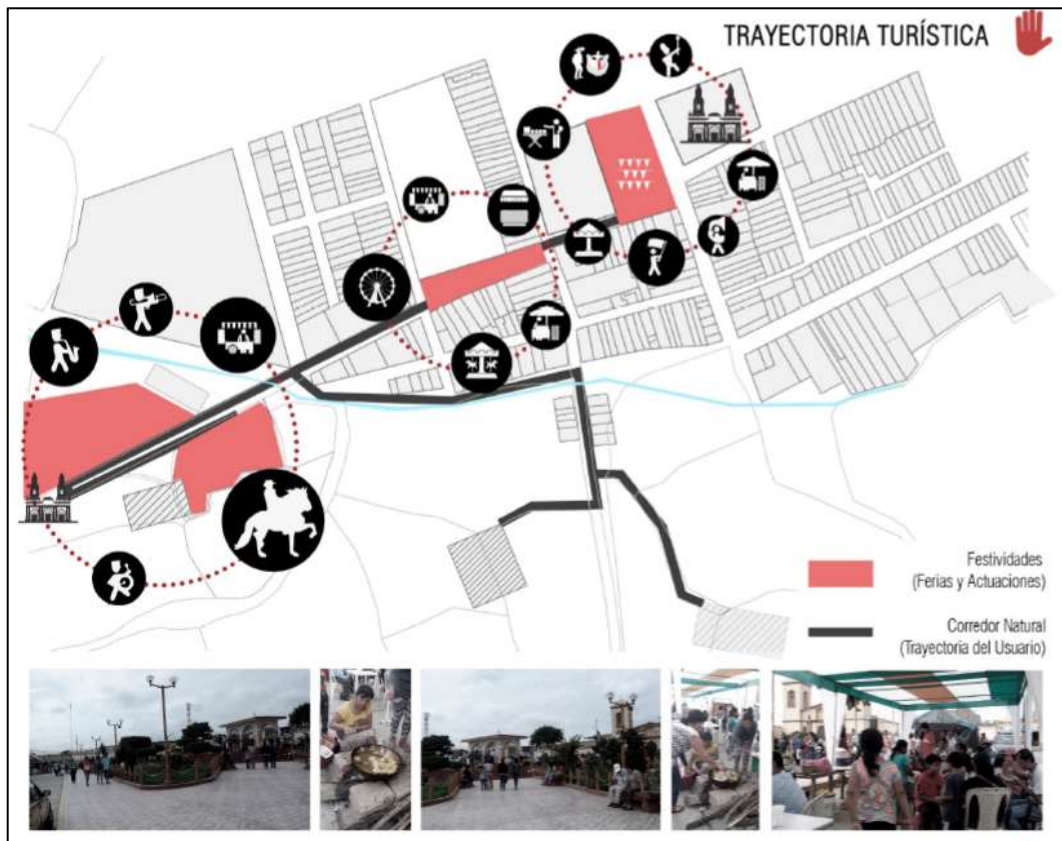 TRAYECTORIA TURÍSTICA
Festividades
(Ferias y Actuaciones)
Corredor Natural
(Trayectoria del Usuario)